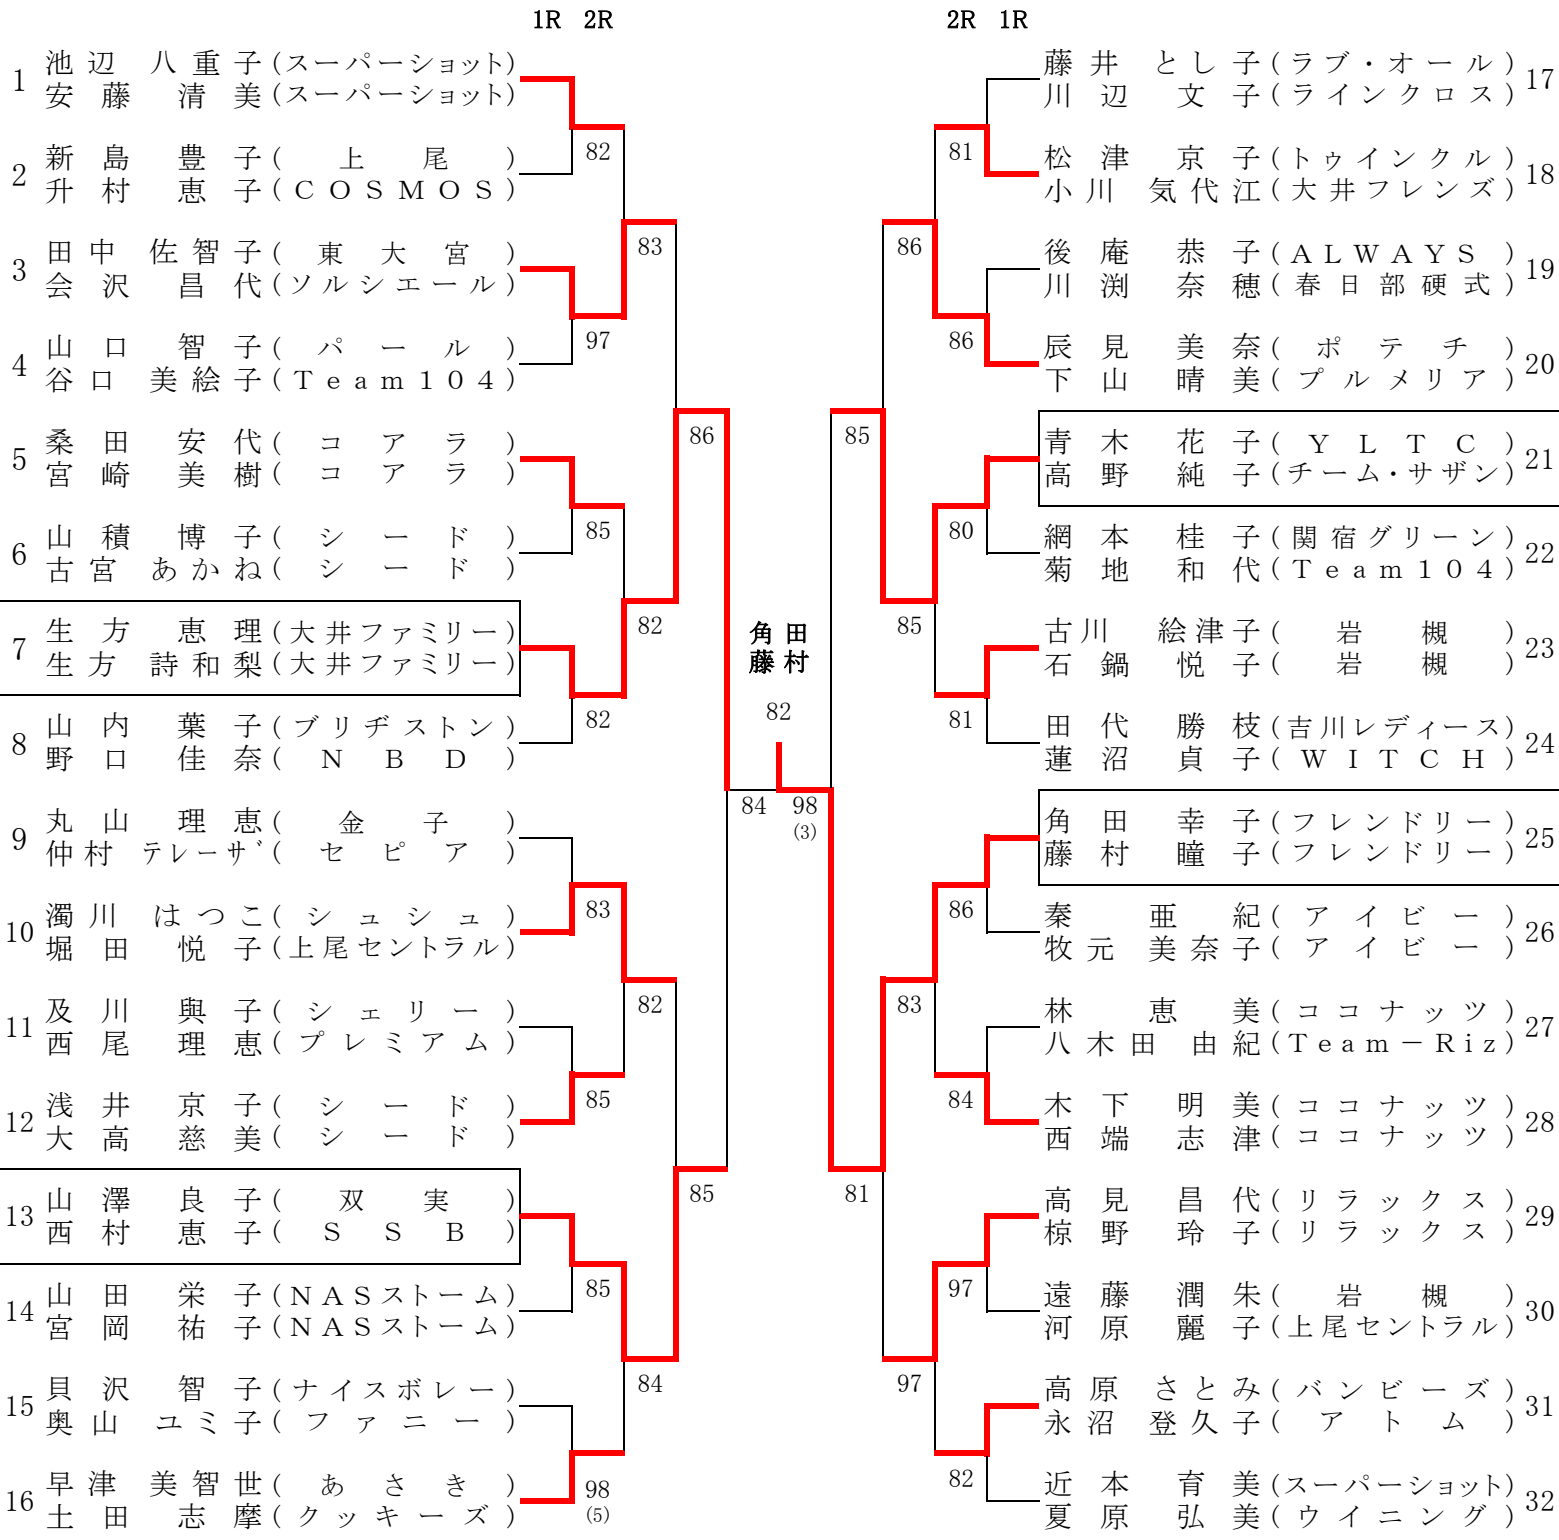 1R 2R
2R 1R
1 池辺 八重子(スーパーショット)
安藤 清美(スーパーショット)
82
2 新島 豊子(上尾)
升村 恵子(COSMOS)
83
3 田中 佐智子(東大宮)
会沢 昌代(ソルシエール)
97
4 山口 智子(パール)
谷口 美絵子(Team104)
86
5 桑田 安代(コアラ)
宮崎 美樹(コアラ)
85
6 山積 博子(シード)
古宮 あかね(シード)
82
7 生方 恵理(大井ファミリー)
生方 詩和梨(大井ファミリー)
82
8 山内 葉子(ブリヂストン)
野口 佳奈(NBD)
84
9 丸山 理恵(金子)
仲村 テレーザ(セピア)
83
10 濁川 はつこ(シュシュ)
堀田 悦子(上尾セントラル)
82
11 及川 與子(シェリー)
西尾 理恵(プレミアム)
85
12 浅井 京子(シード)
大高 慈美(シード)
85
13 山澤 良子(双実)
西村 恵子(SSB)
85
14 山田 栄子(NASストーム)
宮岡 祐子(NASストーム)
84
15 貝沢 智子(ナイスボレー)
奥山 ユミ子(ファニー)
98
(5)
16 早津 美智世(あさき)
土田 志摩(クッキーズ)
角田
藤村
82
98
(3)
藤井 とし子(ラブ・オール) 17
川辺 文子(ラインクロス)
81
松津 京子(トゥインクル) 18
小川 気代江(大井フレンズ)
86
後庵 恭子(ALWAYS) 19
川渕 奈穂(春日部硬式)
86
辰見 美奈(ポテチ) 20
下山 晴美(プルメリア)
85
青木 花子(YLTC) 21
高野 純子(チーム・サザン)
80
網本 桂子(関宿グリーン) 22
菊地 和代(Team104)
85
古川 絵津子(岩槻) 23
石鍋 悦子(岩槻)
81
田代 勝枝(吉川レディース) 24
蓮沼 貞子(WITCH)
角田 幸子(フレンドリー) 25
藤村 瞳子(フレンドリー)
86
秦 亜紀(アイビー) 26
牧元 美奈子(アイビー)
83
林 恵美(ココナッツ) 27
八木田 由紀(Team－Riz)
84
木下 明美(ココナッツ) 28
西端 志津(ココナッツ)
81
高見 昌代(リラックス) 29
椋野 玲子(リラックス)
97
遠藤 潤朱(岩槻) 30
河原 麗子(上尾セントラル)
97
高原 さとみ(バンビーズ) 31
永沼 登久子(アトム)
82
近本 育美(スーパーショット) 32
夏原 弘美(ウイニング)